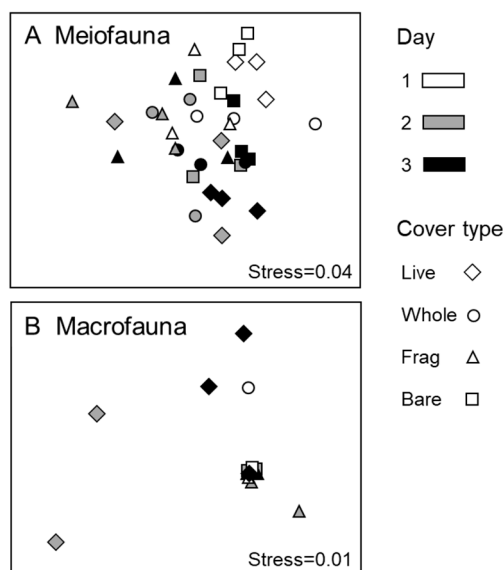 A Meiofauna
Stress=0.04
B Macrofauna
Stress=0.01
Day
1
2
3
Cover type
Live
Whole
Frag
Bare